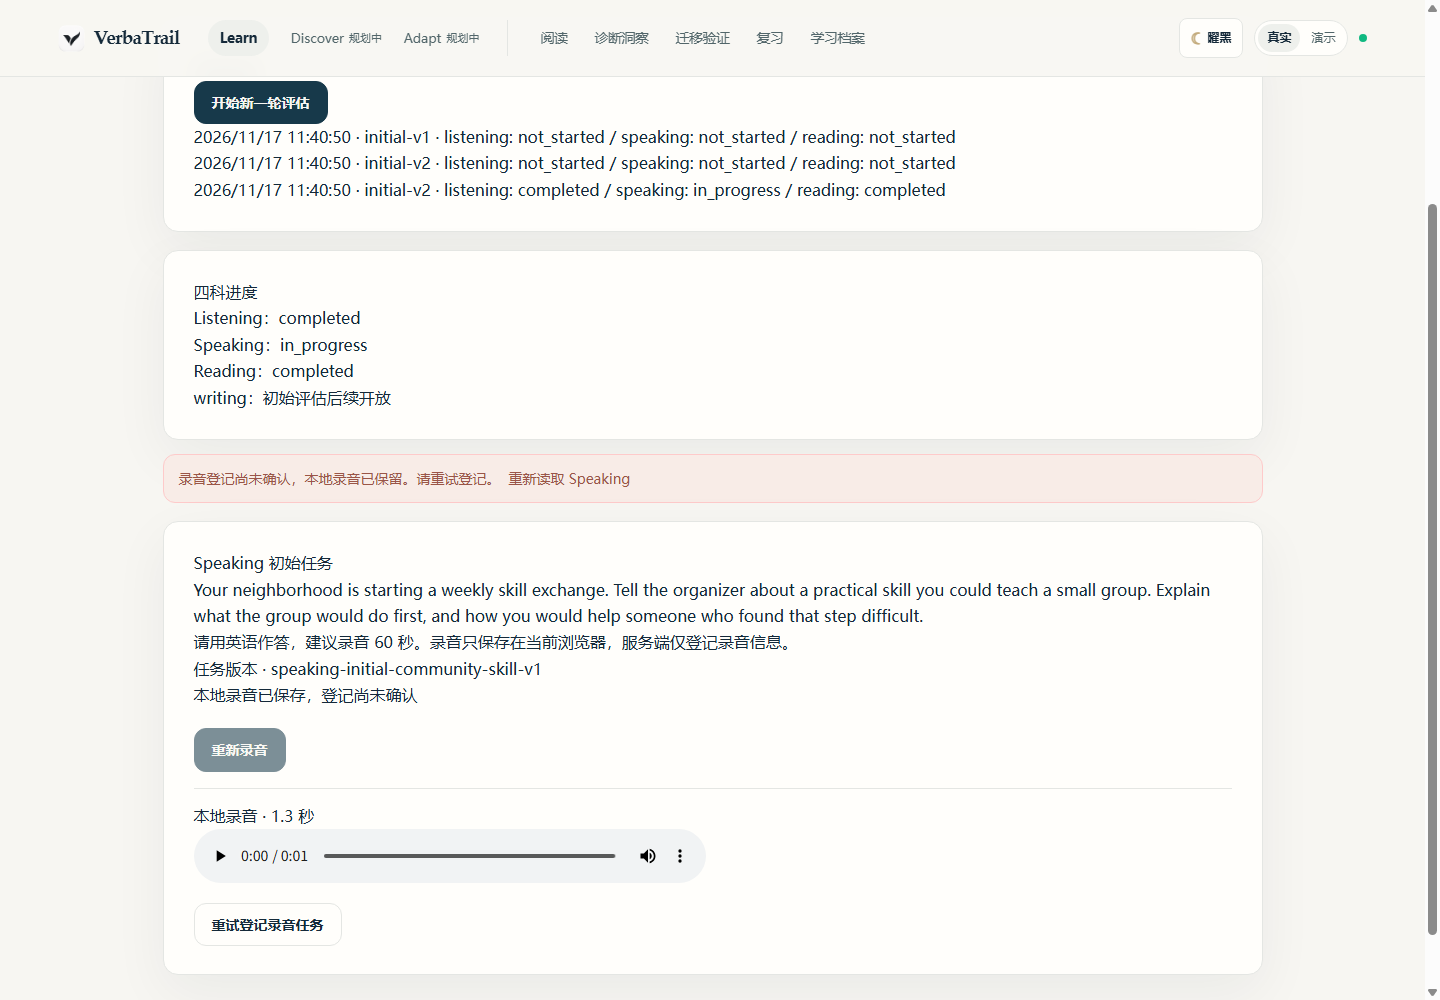 VerbaTrail
Learn
Discover 规划中
Adapt 规划中
阅读
诊断洞察
迁移验证
复习
学习档案
曜黑
真实
演示
开始新一轮评估
2026/11/17 11:40:50 · initial-v1 · listening: not_started / speaking: not_started / reading: not_started
2026/11/17 11:40:50 · initial-v2 · listening: not_started / speaking: not_started / reading: not_started
2026/11/17 11:40:50 · initial-v2 · listening: completed / speaking: in_progress / reading: completed
四科进度
Listening：completed
Speaking：in_progress
Reading：completed
writing：初始评估后续开放
录音登记尚未确认，本地录音已保留。请重试登记。 重新读取 Speaking
Speaking 初始任务
Your neighborhood is starting a weekly skill exchange. Tell the organizer about a practical skill you could teach a small group. Explain
what the group would do first, and how you would help someone who found that step difficult.
请用英语作答，建议录音 60 秒。录音只保存在当前浏览器，服务端仅登记录音信息。
任务版本 · speaking-initial-community-skill-v1
本地录音已保存，登记尚未确认
重新录音
本地录音 · 1.3 秒
0:00 / 0:01
重试登记录音任务